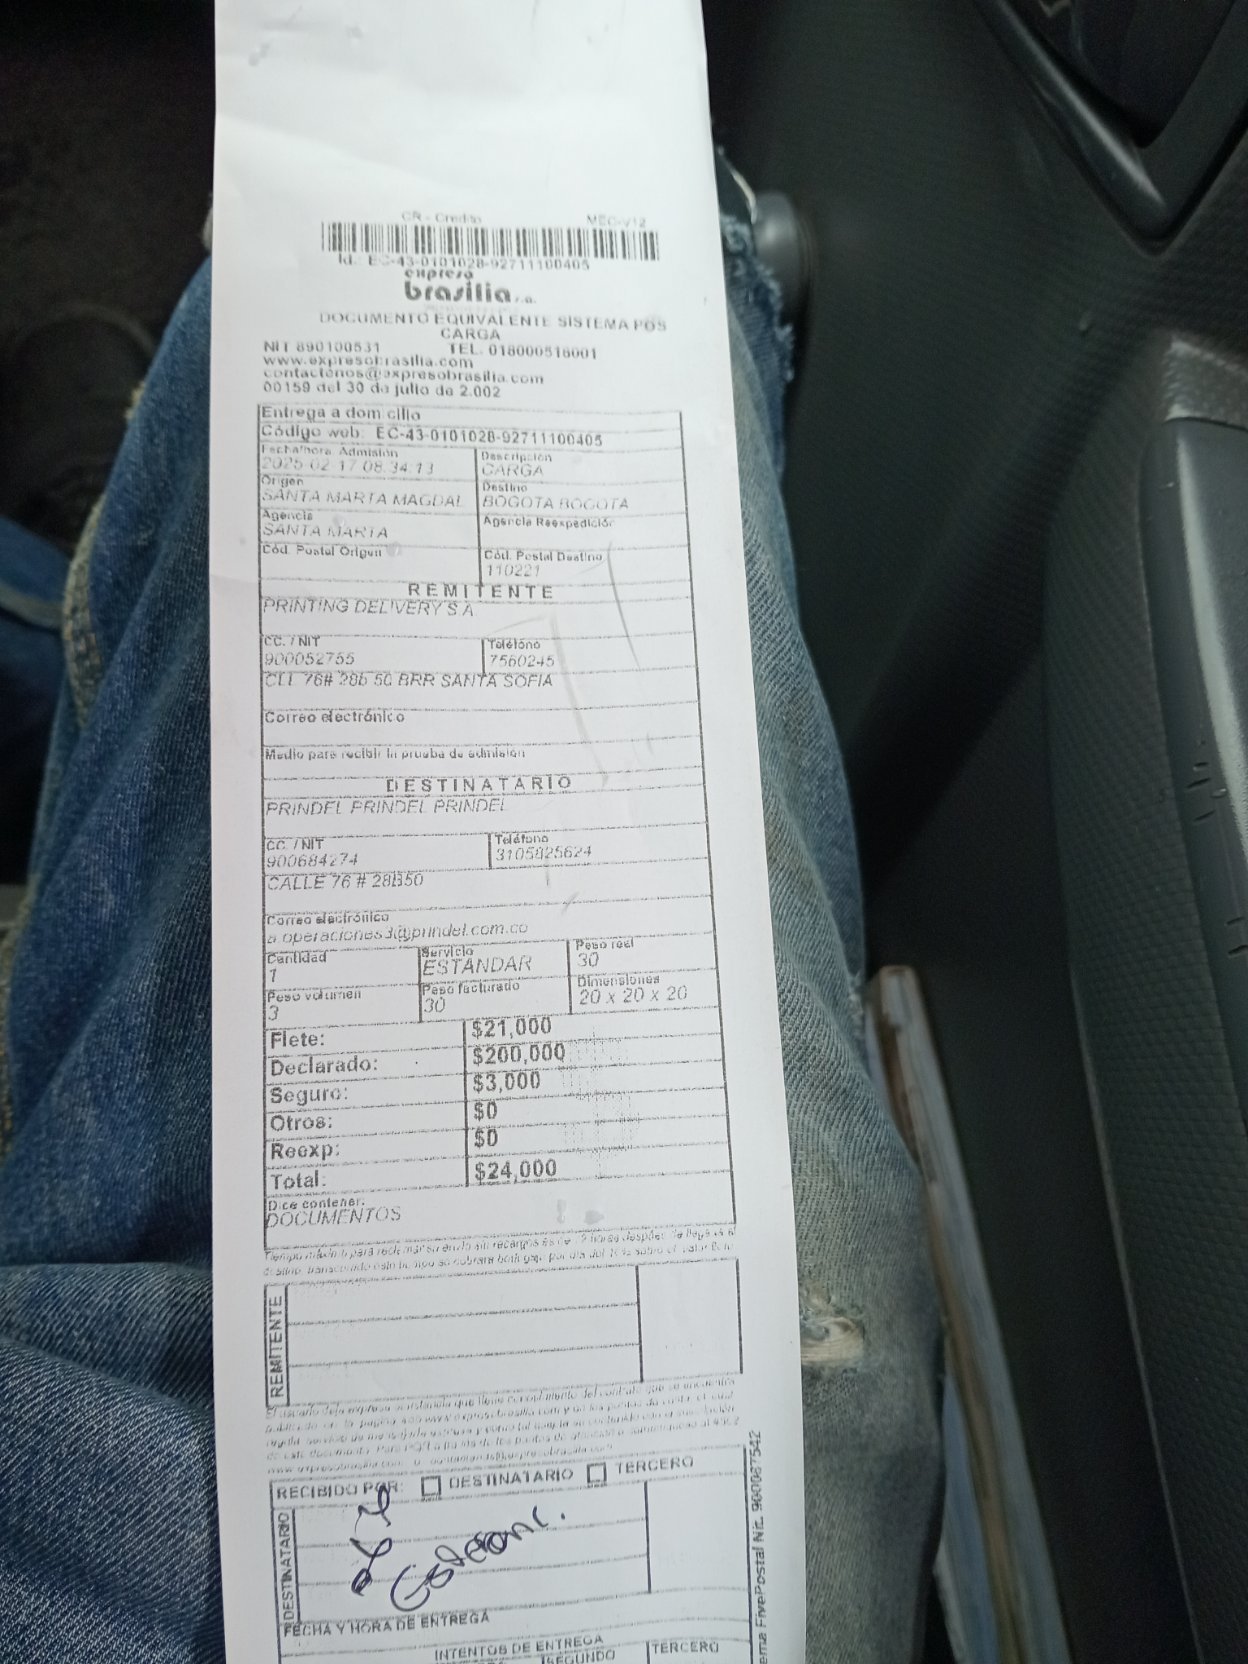 CR - Credito MEC-v12
Id.: EC-43-0101028-92711100405
expreso
brasilia s.a.
DOCUMENTO EQUIVALENTE SISTEMA POS
CARGA
NIT 890100531 TEL. 018000516001
www.expresobrasilia.com
contactenos@expresobrasilia.com
00159 del 30 de julio de 2.002
Entrega a domicilio
Código web: EC-43-0101028-92711100405
Fecha/hora Admisión Descripción
2025-02-17 08:34:13 CARGA
Origen Destino
SANTA MARTA MAGDAL BOGOTA BOGOTA
Agencia Agencia Reexpedición
SANTA MARTA
Cód. Postal Origen Cód. Postal Destino
110221
REMITENTE
PRINTING DELIVERY S A
CC. / NIT Teléfono
900052755 7560245
CLL 76# 28b 50 BRR SANTA SOFIA
Correo electrónico
Medio para recibir la prueba de admisión
DESTINATARIO
PRINDEL PRINDEL PRINDEL
CC. / NIT Teléfono
900684274 3105825624
CALLE 76 # 28B50
Correo electrónico
a.operaciones3@prindel.com.co
Cantidad Servicio Peso real
1 ESTANDAR 30
Peso volumen Peso facturado Dimensiones
3 30 20 x 20 x 20
Flete: $21,000
Declarado: $200,000
Seguro: $3,000
Otros: $0
Reexp: $0
Total: $24,000
Dice contener:
DOCUMENTOS
REMITENTE
RECIBIDO POR: DESTINATARIO TERCERO
DESTINATARIO
FECHA Y HORA DE ENTREGA
INTENTOS DE ENTREGA
SEGUNDO TERCERO
ema FivePostal Nit. 900087542